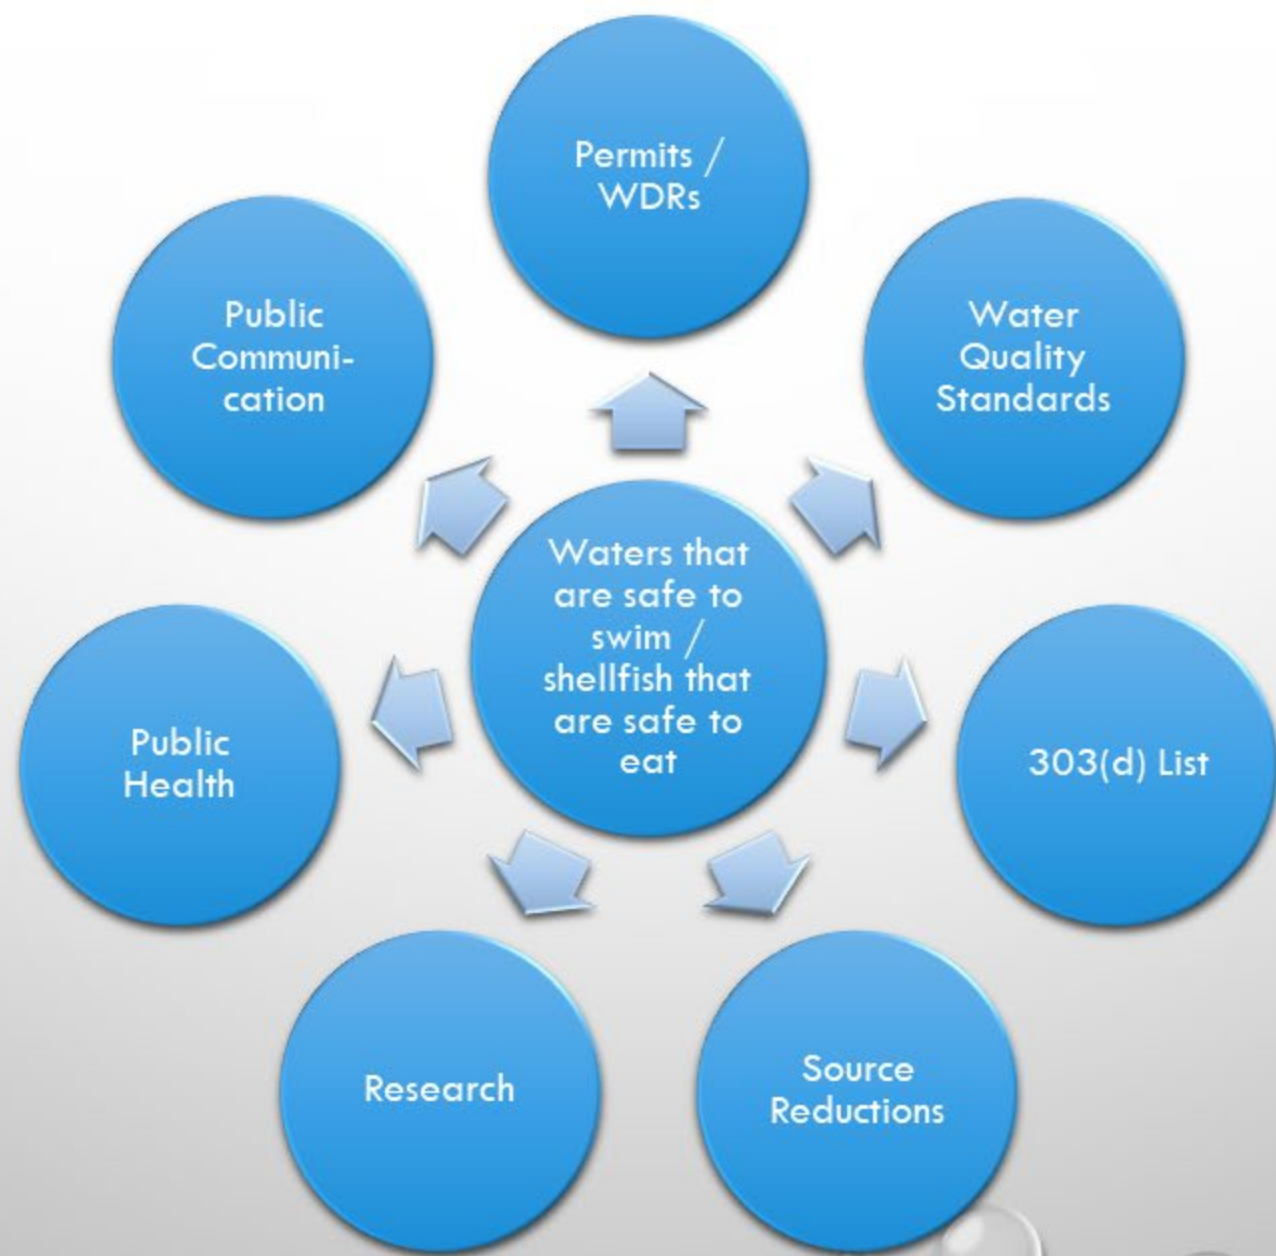 Permits /
WDRs
Water
Quality
Standards
303(d) List
Source
Reductions
Research
Public
Health
Public
Communi-
cation
Waters that
are safe to
swim /
shellfish that
are safe to
eat